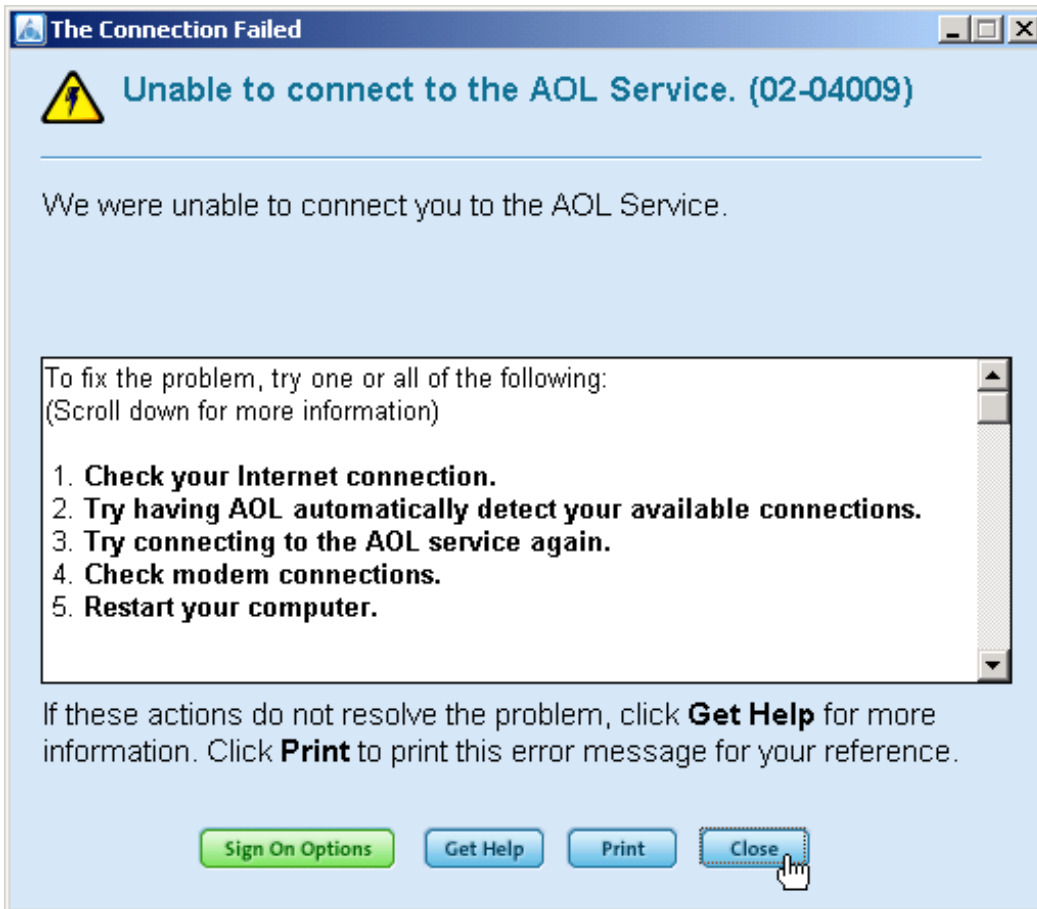 The Connection Failed
Unable to connect to the AOL Service. (02-04009)
We were unable to connect you to the AOL Service.
To fix the problem, try one or all of the following:
(Scroll down for more information)
1. Check your Internet connection.
2. Try having AOL automatically detect your available connections.
3. Try connecting to the AOL service again.
4. Check modem connections.
5. Restart your computer.
If these actions do not resolve the problem, click Get Help for more
information. Click Print to print this error message for your reference.
Sign On Options Get Help Print Close